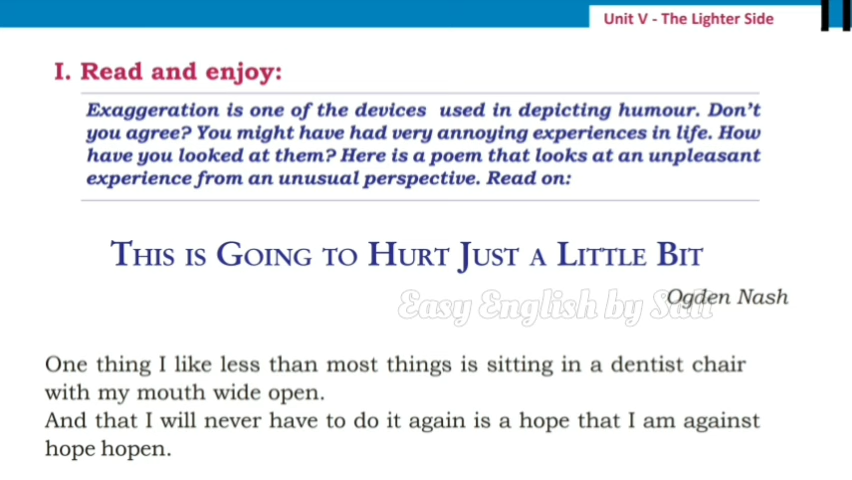 Unit V - The Lighter Side
I. Read and enjoy:
Exaggeration is one of the devices used in depicting humour. Don't
you agree? You might have had very annoying experiences in life. How
have you looked at them? Here is a poem that looks at an unpleasant
experience from an unusual perspective. Read on:
THIS IS GOING TO HURT JUST A LITTLE BIT
Ogden Nash
Easy English by
One thing I like less than most things is sitting in a dentist chair
with my mouth wide open.
And that I will never have to do it again is a hope that I am against
hope hopen.